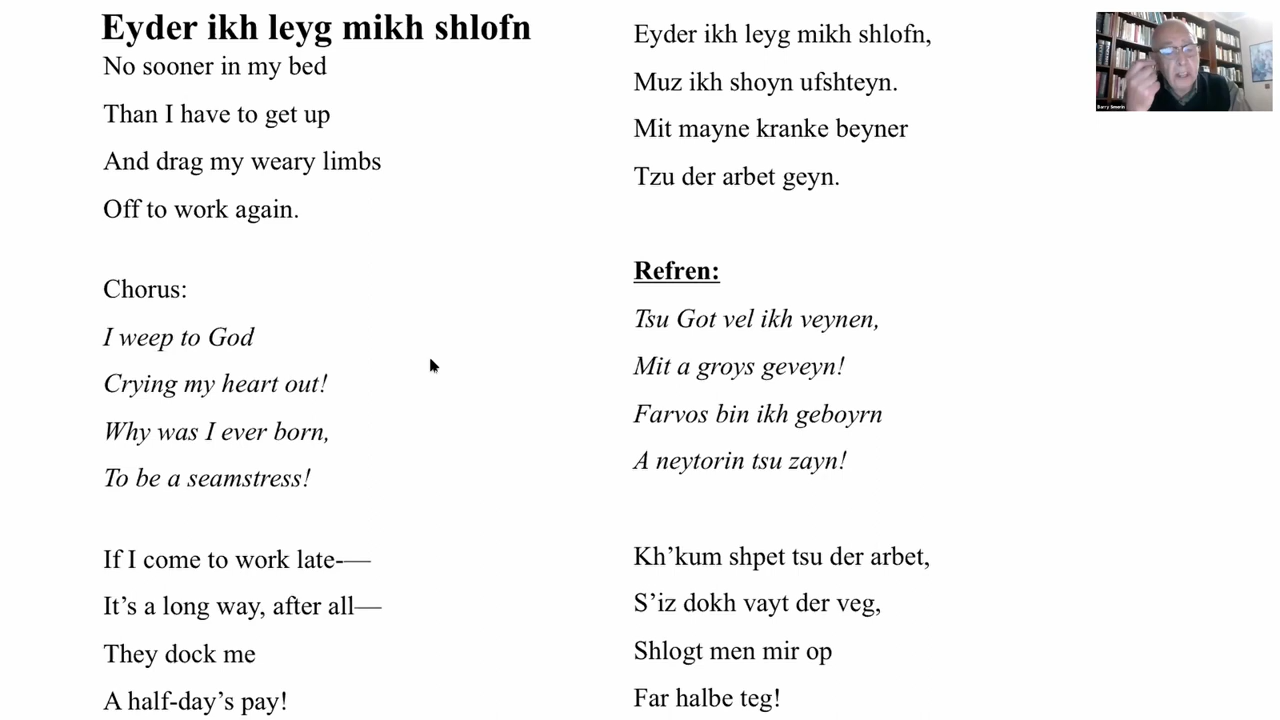 Eyder ikh leyg mikh shlofn
No sooner in my bed
Than I have to get up
And drag my weary limbs
Off to work again.
Chorus:
I weep to God
Crying my heart out!
Why was I ever born,
To be a seamstress!
If I come to work late-—
It’s a long way, after all—
They dock me
A half-day’s pay!
Eyder ikh leyg mikh shlofn,
Muz ikh shoyn ufshteyn.
Mit mayne kranke beyner
Tzu der arbet geyn.
Refren:
Tsu Got vel ikh veynen,
Mit a groys geveyn!
Farvos bin ikh geboyrn
A neytorin tsu zayn!
Kh’kum shpet tsu der arbet,
S’iz dokh vayt der veg,
Shlogt men mir op
Far halbe teg!
Barry Smerin